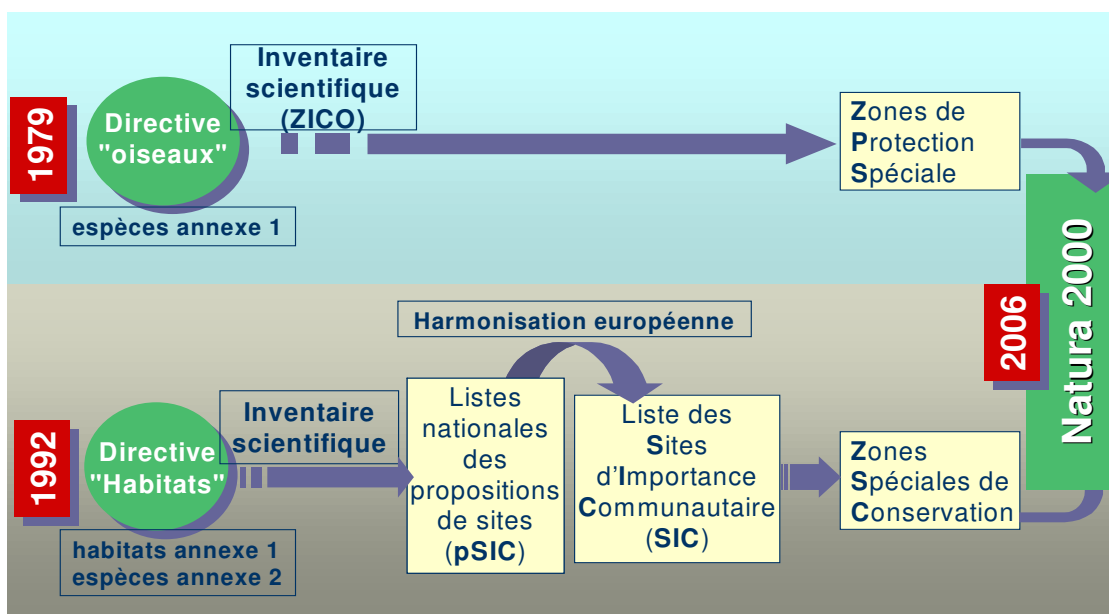 1979
Directive
"oiseaux"
Inventaire
scientifique
(ZICO)
espèces annexe 1
Zones de
Protection
Spéciale
Natura 2000
2006
1992
Directive
"Habitats"
Inventaire
scientifique
habitats annexe 1
espèces annexe 2
Harmonisation européenne
Listes
nationales
des
propositions
de sites
(pSIC)
Liste des
Sites
d'Importance
Communautaire
(SIC)
Zones
Spéciales de
Conservation